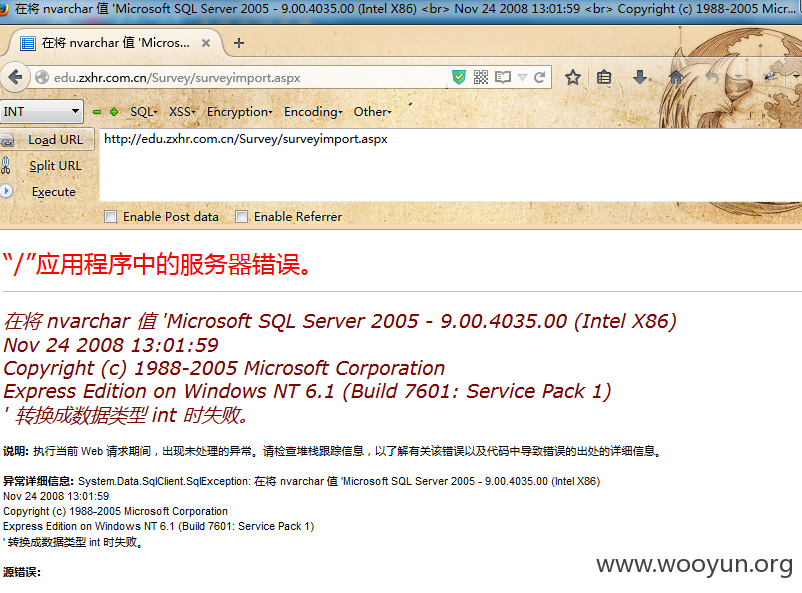 在将 nvarchar 值 'Microsoft SQL Server 2005 - 9.00.4035.00 (Intel X86) <br> Nov 24 2008 13:01:59 <br> Copyright (c) 1988-2005 Micr...
在将 nvarchar 值 'Micros...
edu.zxhr.com.cn/Survey/surveyimport.aspx
INT SQL XSS Encryption Encoding Other
Load URL http://edu.zxhr.com.cn/Survey/surveyimport.aspx
Split URL
Execute
Enable Post data Enable Referrer
“/”应用程序中的服务器错误。
在将 nvarchar 值 'Microsoft SQL Server 2005 - 9.00.4035.00 (Intel X86)
Nov 24 2008 13:01:59
Copyright (c) 1988-2005 Microsoft Corporation
Express Edition on Windows NT 6.1 (Build 7601: Service Pack 1)
' 转换成数据类型 int 时失败。
说明: 执行当前 Web 请求期间，出现未处理的异常。请检查堆栈跟踪信息，以了解有关该错误以及代码中导致错误的出处的详细信息。
异常详细信息: System.Data.SqlClient.SqlException: 在将 nvarchar 值 'Microsoft SQL Server 2005 - 9.00.4035.00 (Intel X86)
Nov 24 2008 13:01:59
Copyright (c) 1988-2005 Microsoft Corporation
Express Edition on Windows NT 6.1 (Build 7601: Service Pack 1)
' 转换成数据类型 int 时失败。
源错误:
www.wooyun.org